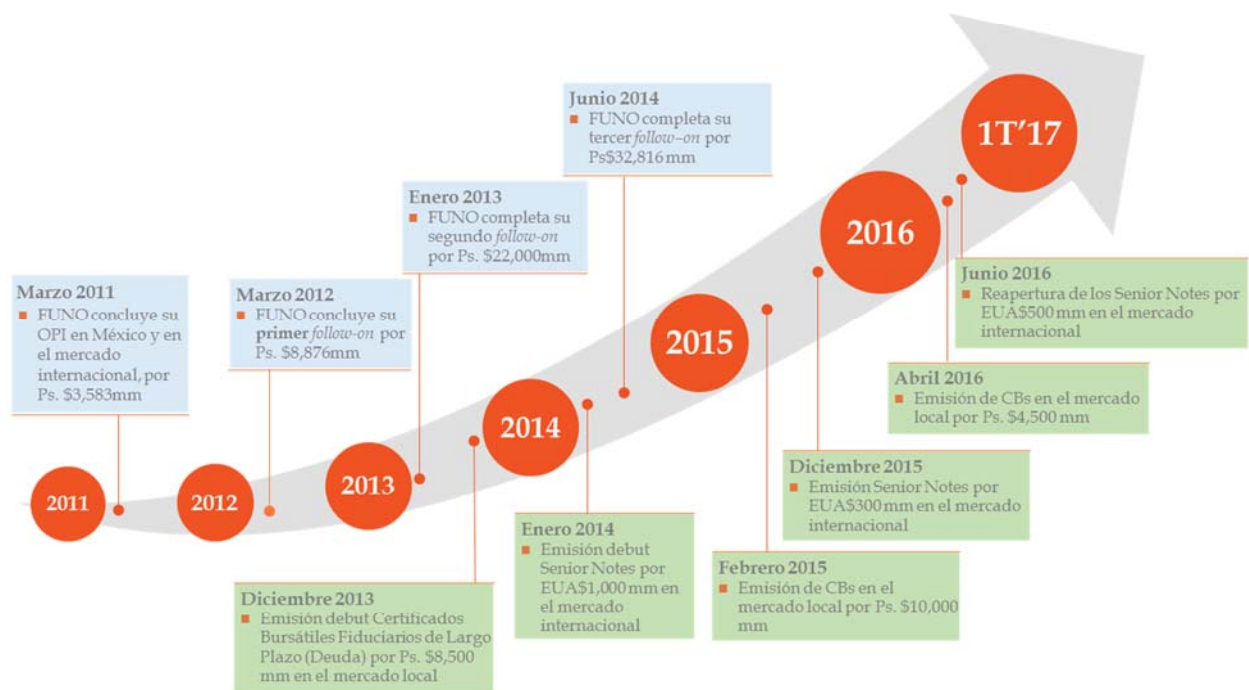 Junio 2014
▪ FUNO completa su
tercer follow–on por
Ps$32,816 mm
1T’17
Enero 2013
▪ FUNO completa su
segundo follow-on
por Ps. $22,000mm
2016
Marzo 2011
▪ FUNO concluye su
OPI en México y en
el mercado
internacional, por
Ps. $3,583mm
Marzo 2012
▪ FUNO concluye su
primer follow-on por
Ps. $8,876mm
Junio 2016
▪ Reapertura de los Senior Notes por
EUA$500 mm en el mercado
internacional
2015
Abril 2016
▪ Emisión de CBs en el mercado
local por Ps. $4,500 mm
2014
Diciembre 2015
▪ Emisión Senior Notes por
EUA$300 mm en el mercado
internacional
2011
2012
2013
Enero 2014
▪ Emisión debut
Senior Notes por
EUA$1,000 mm en
el mercado
internacional
Febrero 2015
▪ Emisión de CBs en el
mercado local por Ps. $10,000
mm
Diciembre 2013
▪ Emisión debut Certificados
Bursátiles Fiduciarios de Largo
Plazo (Deuda) por Ps. $8,500
mm en el mercado local